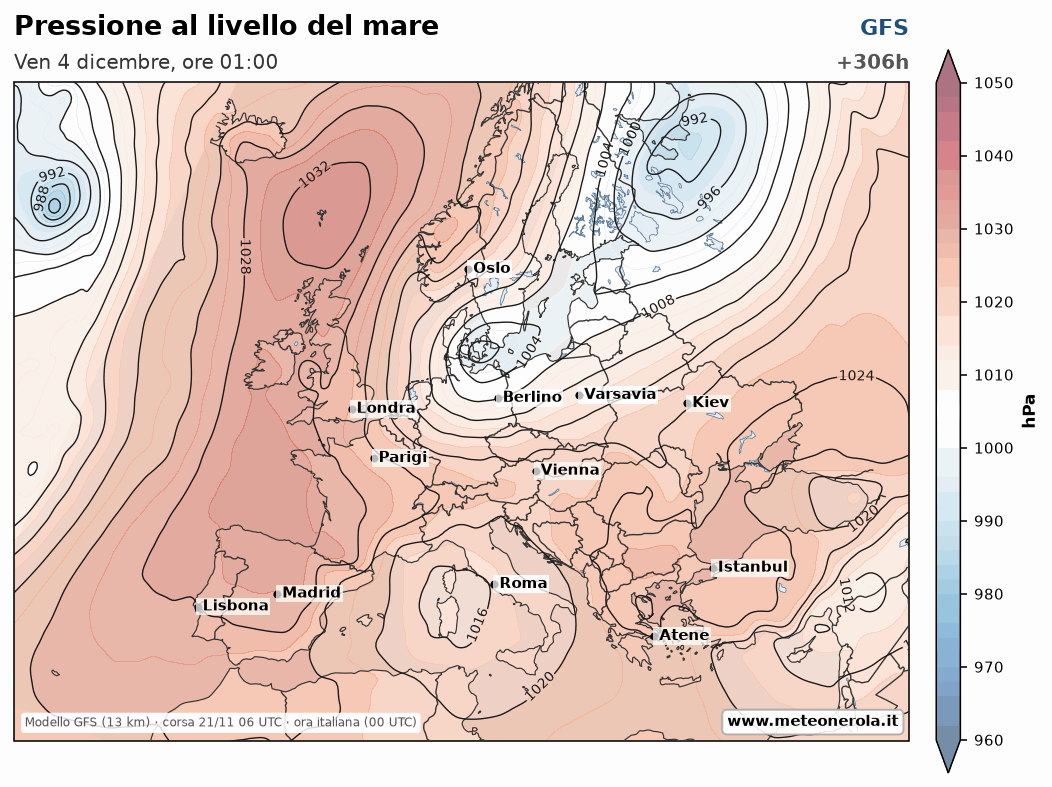 Pressione al livello del mare
GFS
Ven 4 dicembre, ore 01:00
+306h
1050
1040
1030
1020
1010
1000
990
980
970
960
hPa
992
988
1032
1028
992
1000
1004
996
1008
1004
1024
1020
1012
1016
1020
Oslo
Berlino
Varsavia
Kiev
Londra
Parigi
Vienna
Istanbul
Roma
Madrid
Lisbona
Atene
Modello GFS (13 km) · corsa 21/11 06 UTC · ora italiana (00 UTC)
www.meteonerola.it